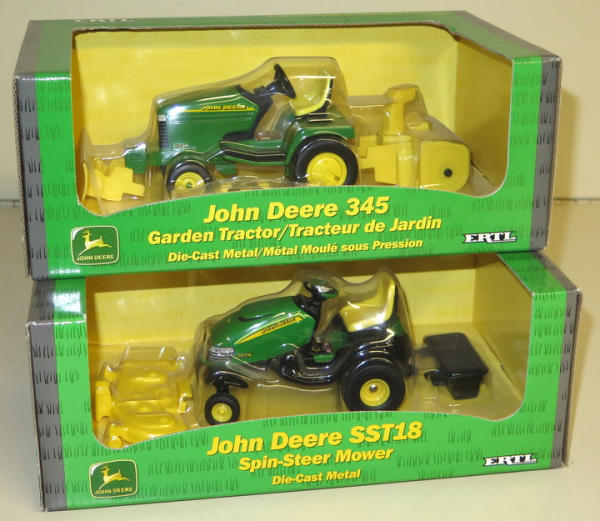 ERTL
JOHN DEERE
John Deere 345
Garden Tractor/Tracteur de Jardin
Die-Cast Metal/Métal Moulé sous Pression
JOHN DEERE
ERTL
JOHN DEERE
John Deere SST18
Spin-Steer Mower
Die-Cast Metal
JOHN DEERE
ERTL